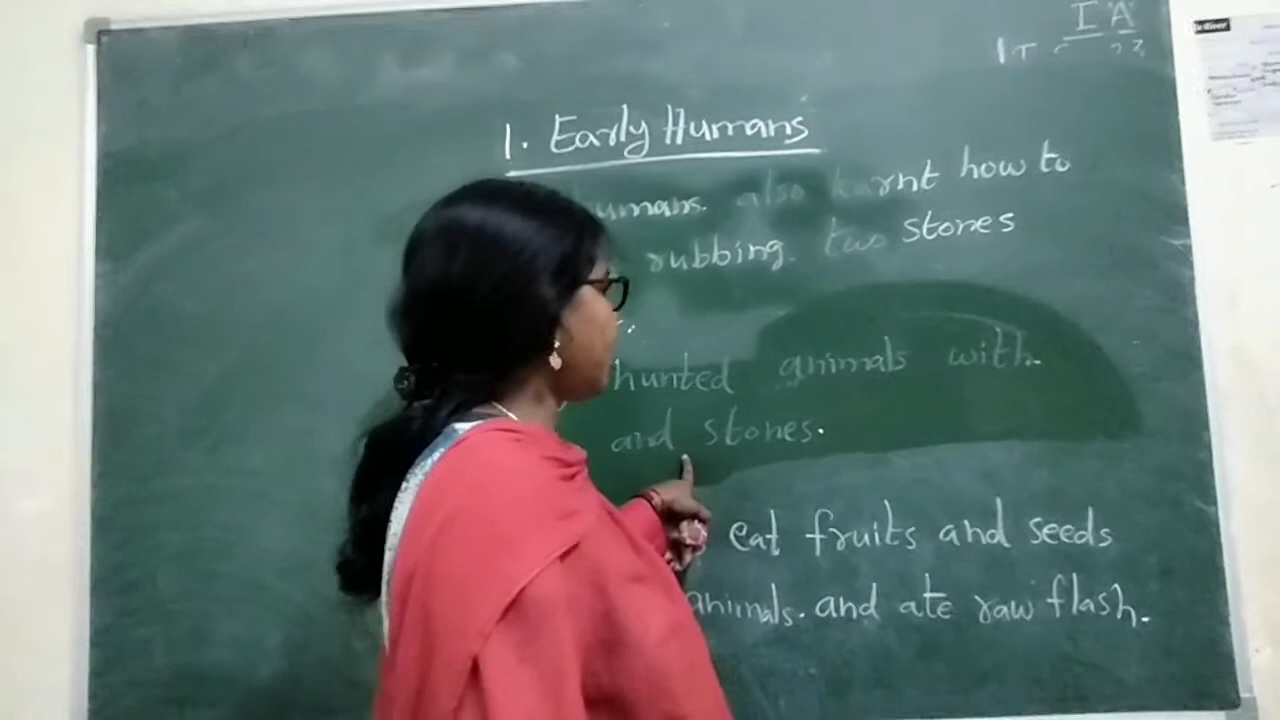 I A
1. Early Humans
umans. also learnt how to
rubbing. two stones
hunted animals with
and stones.
eat fruits and seeds
animals. and ate raw flash.